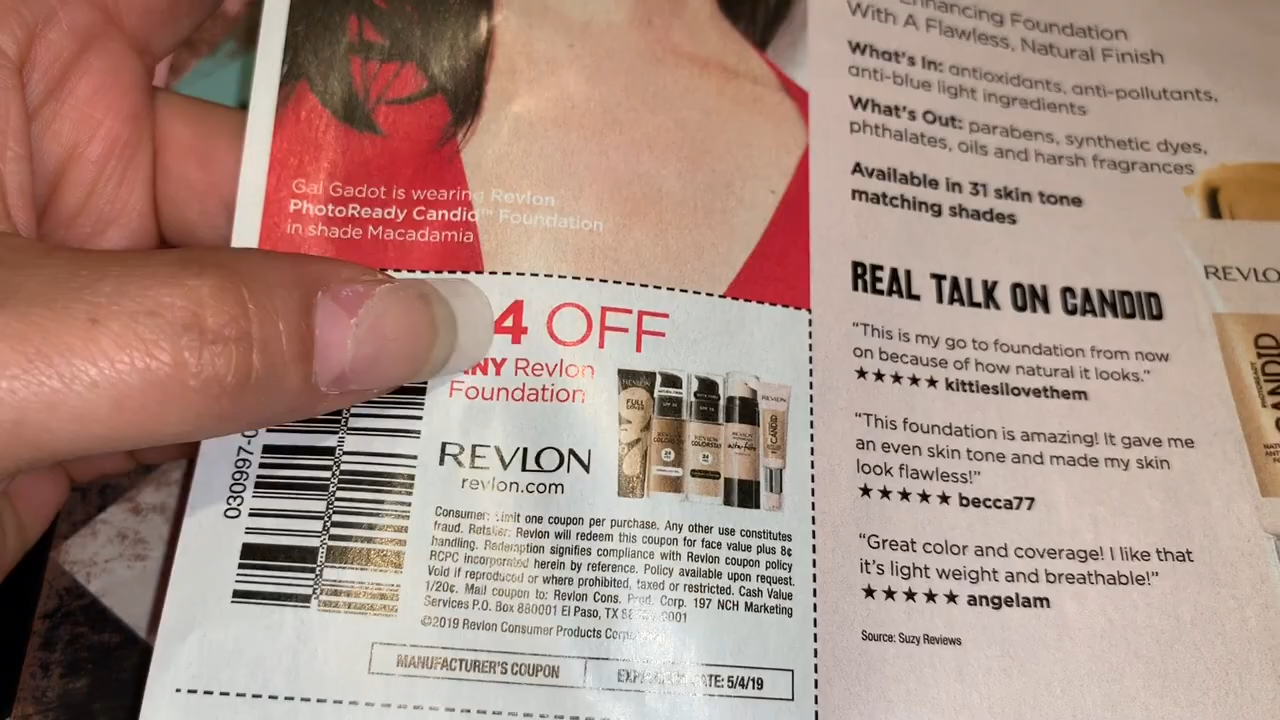 Gal Gadot is wearing Revlon
PhotoReady Candid™ Foundation
in shade Macadamia
4 OFF
ANY Revlon
Foundation
REVLON
revlon.com
Consumer: Limit one coupon per purchase. Any other use constitutes
fraud. Retailer: Revlon will redeem this coupon for face value plus 8¢
handling. Redemption signifies compliance with Revlon coupon policy
RCPC incorporated herein by reference. Policy available upon request.
Void if reproduced or where prohibited, taxed or restricted. Cash Value
1/20¢. Mail coupon to: Revlon Cons. Prod. Corp. 197 NCH Marketing
Services P.O. Box 880001 El Paso, TX
©2019 Revlon Consumer Products
MANUFACTURER'S COUPON
EXPIRATION DATE: 5/4/19
030997-
Enhancing Foundation
With A Flawless, Natural Finish
What's In: antioxidants, anti-pollutants,
anti-blue light ingredients
What's Out: parabens, synthetic dyes,
phthalates, oils and harsh fragrances
Available in 31 skin tone
matching shades
REAL TALK ON CANDID
“This is my go to foundation from now
on because of how natural it looks.”
★★★★★ kittiesilovethem
“This foundation is amazing! It gave me
an even skin tone and made my skin
look flawless!”
★★★★★ becca77
“Great color and coverage! I like that
it's light weight and breathable!”
★★★★★ angelam
Source: Suzy Reviews
REVLO
CANDID